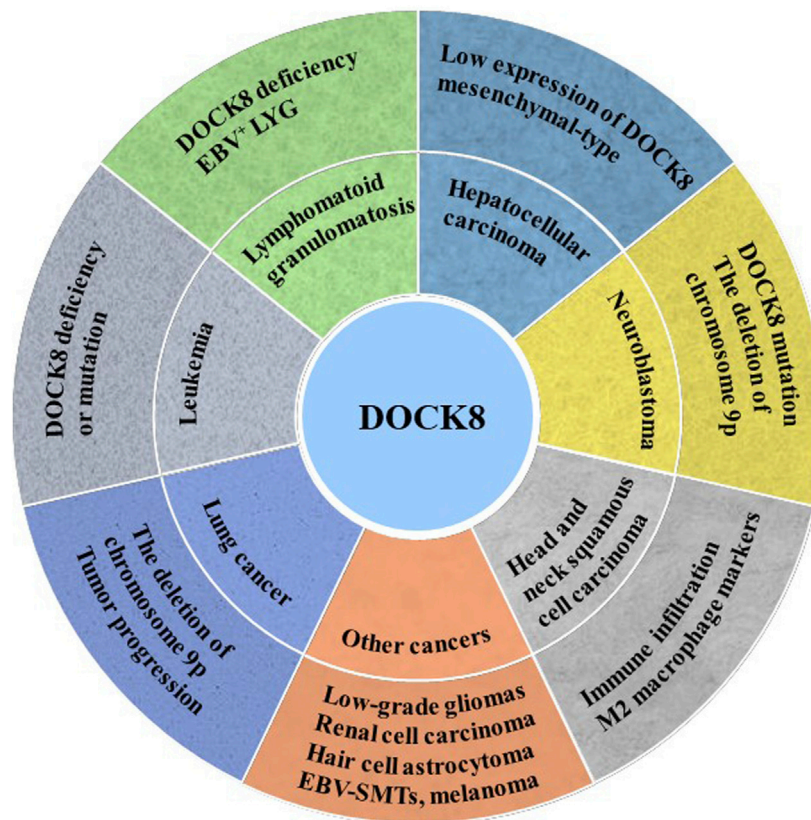 DOCK8
Low expression of DOCK8
mesenchymal-type
Hepatocellular
carcinoma
DOCK8 mutation
The deletion of
chromosome 9p
Neuroblastoma
Immune infiltration
M2 macrophage markers
Head and
neck squamous
cell carcinoma
Other cancers
Low-grade gliomas
Renal cell carcinoma
Hair cell astrocytoma
EBV-SMTs, melanoma
Lung cancer
The deletion of
chromosome 9p
Tumor progression
Leukemia
DOCK8 deficiency
or mutation
Lymphomatoid
granulomatosis
DOCK8 deficiency
EBV⁺ LYG